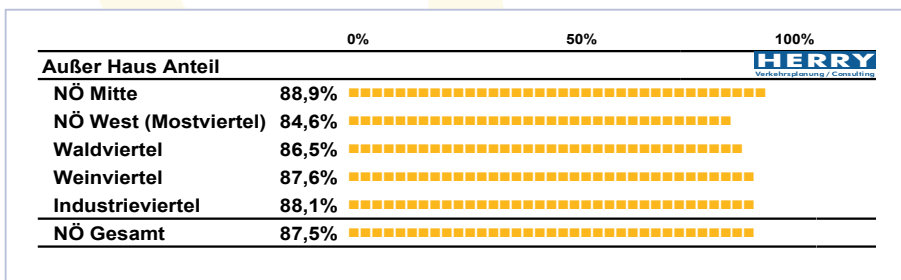 0% 50% 100%
Außer Haus Anteil HERRY
Verkehrsplanung / Consulting
NÖ Mitte 88,9%
NÖ West (Mostviertel) 84,6%
Waldviertel 86,5%
Weinviertel 87,6%
Industrieviertel 88,1%
NÖ Gesamt 87,5%